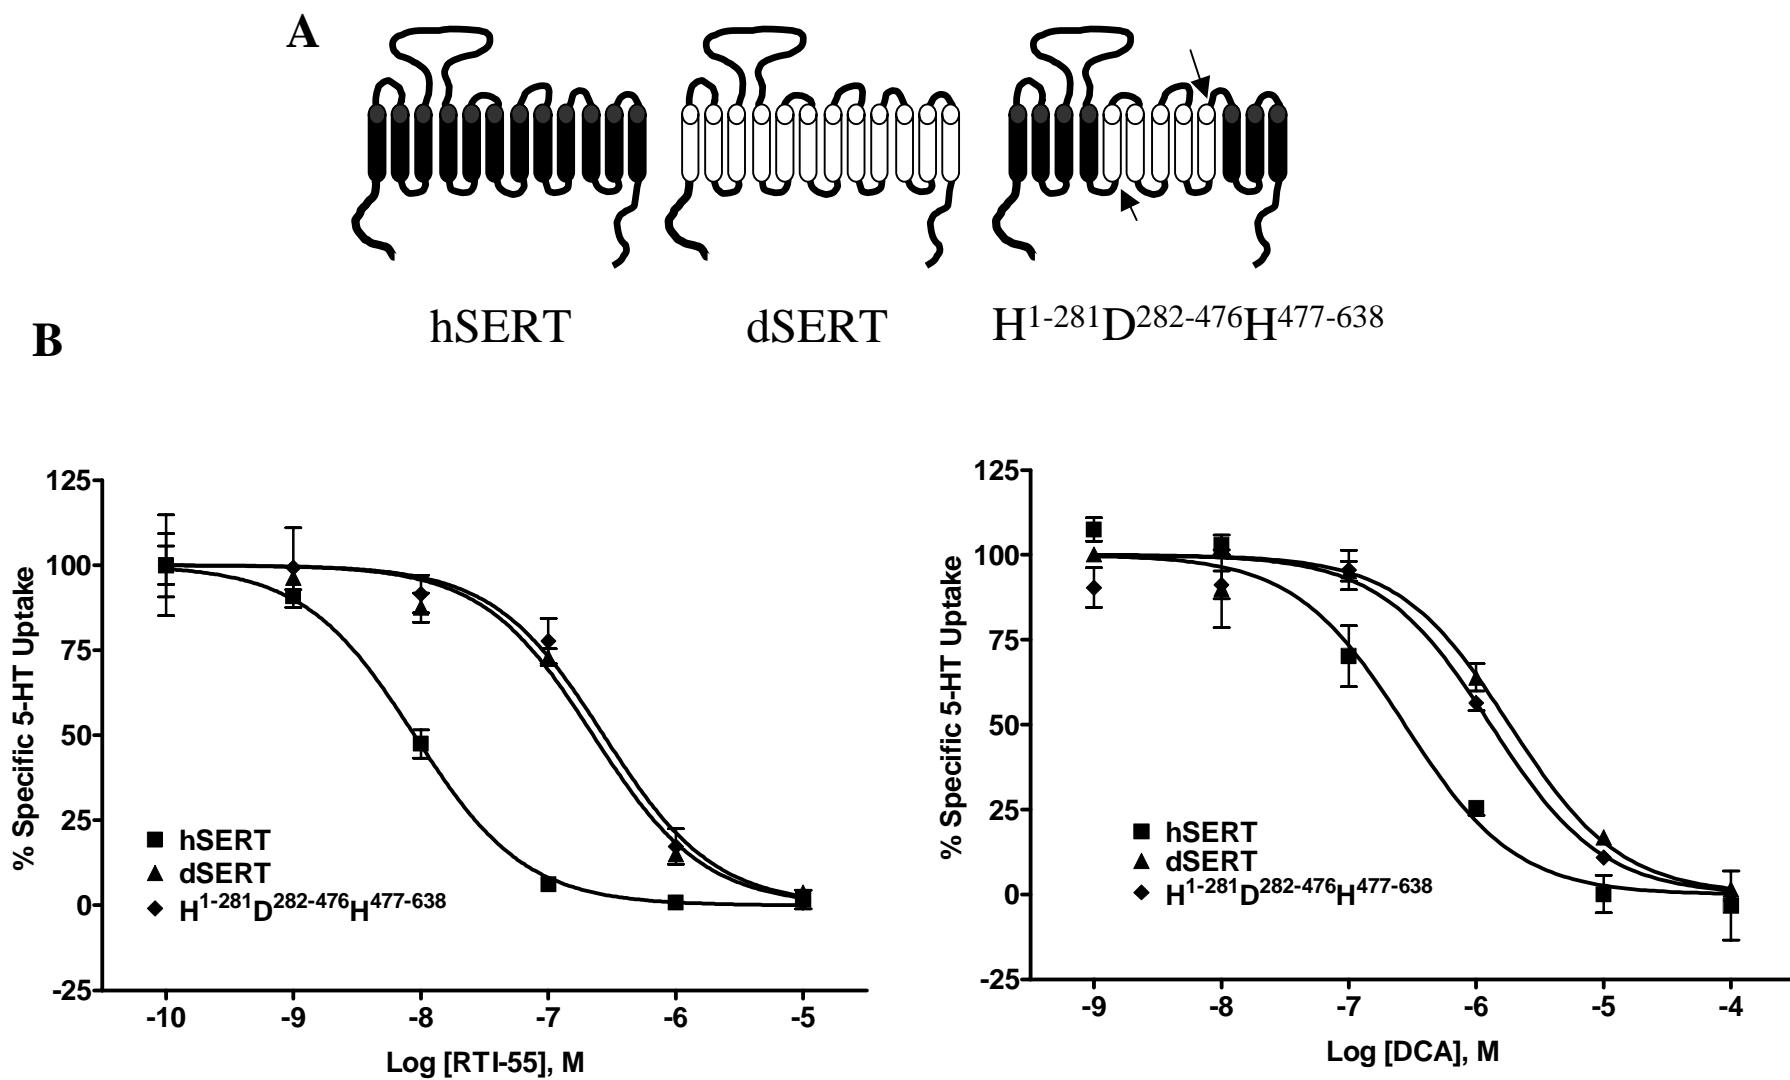 A
hSERT dSERT H1-281D282-476H477-638
B
% Specific 5-HT Uptake
125
100
75
50
25
0
-25
hSERT
dSERT
H1-281D282-476H477-638
-10 -9 -8 -7 -6 -5
Log [RTI-55], M
% Specific 5-HT Uptake
125
100
75
50
25
0
-25
hSERT
dSERT
H1-281D282-476H477-638
-9 -8 -7 -6 -5 -4
Log [DCA], M